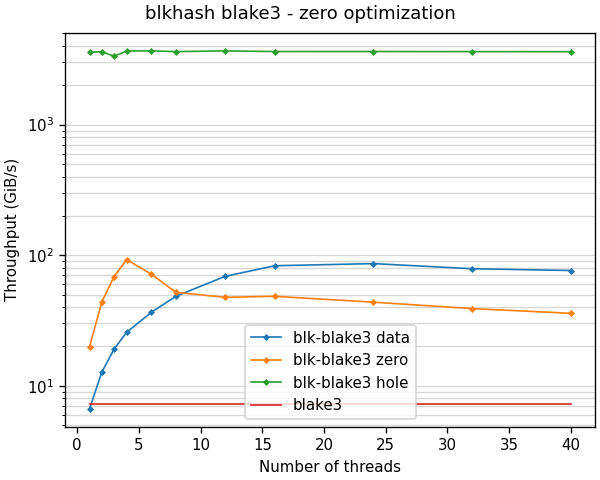 blkhash blake3 - zero optimization
Throughput (GiB/s)
10³
10²
10¹
blk-blake3 data
blk-blake3 zero
blk-blake3 hole
blake3
0 5 10 15 20 25 30 35 40
Number of threads